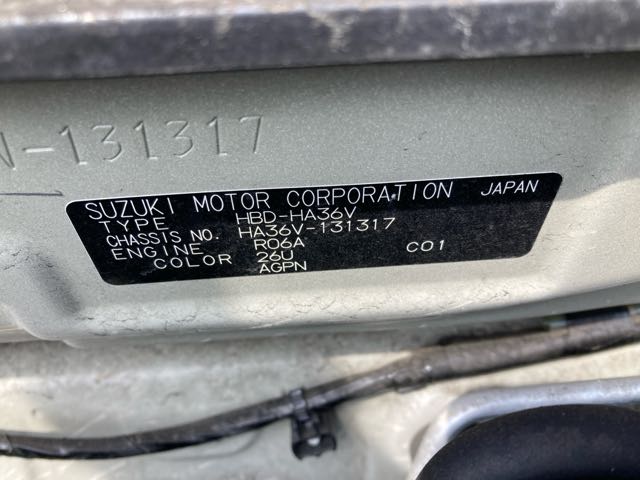 V-131317
SUZUKI MOTOR CORPORATION JAPAN
TYPE HBD-HA36V
CHASSIS NO. HA36V-131317
ENGINE R06A C01
COLOR 26U
AGPN